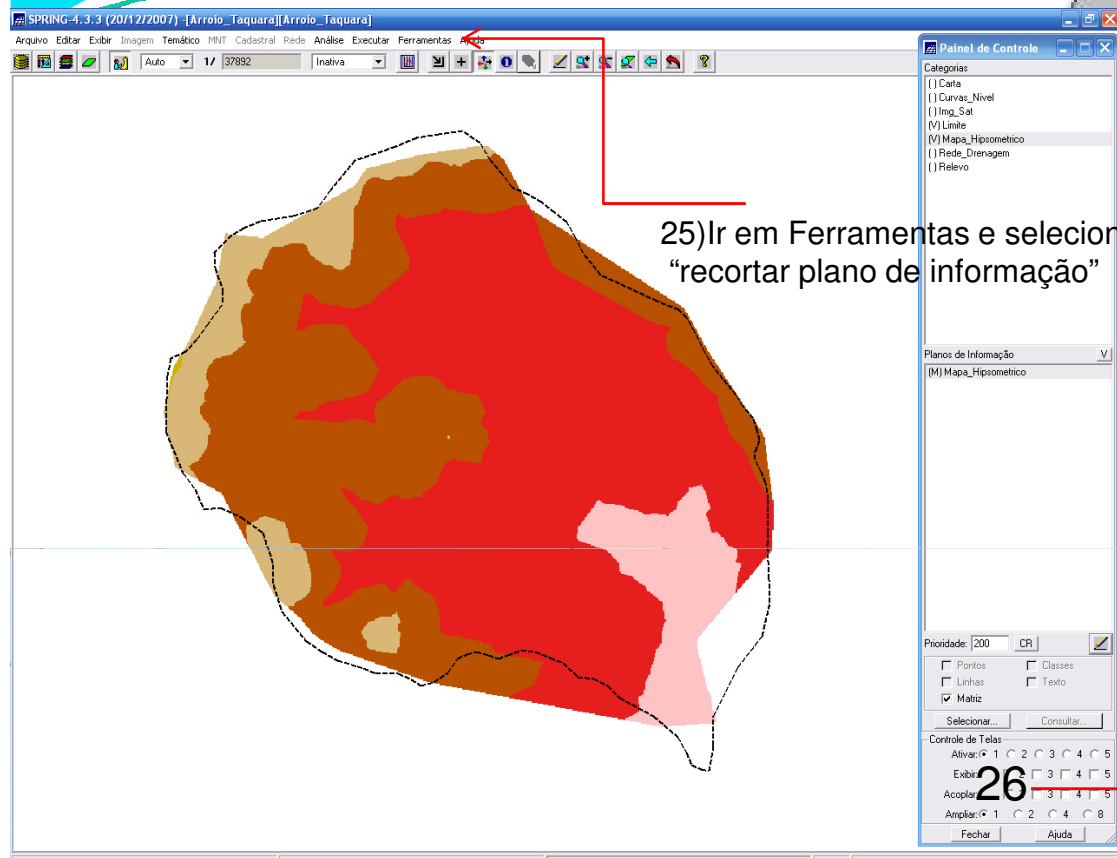 SPRING-4.3.3 (20/12/2007) -[Arroio_Taquara][Arroio_Taquara]
Arquivo Editar Exibir Imagem Temático MNT Cadastral Rede Análise Executar Ferramentas Ajuda
Auto 1/ 37892 Inativa
Painel de Controle
Categorias
( ) Carta
( ) Curvas_Nivel
( ) Img_Sat
(V) Limite
(V) Mapa_Hipsometrico
( ) Rede_Drenagem
( ) Relevo
25)Ir em Ferramentas e selecion
“recortar plano de informação”
Planos de Informação V
(M) Mapa_Hipsometrico
Prioridade: 200 CR
Pontos Classes
Linhas Texto
Matriz
Selecionar... Consultar...
Controle de Telas
Ativar: 1 2 3 4 5
Exibir: 2 3 4 5
Acoplar: 3 4 5
26
Ampliar: 1 2 4 8
Fechar Ajuda